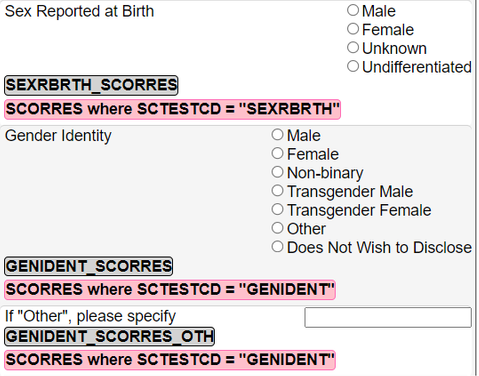 Sex Reported at Birth
Male
Female
Unknown
Undifferentiated
SEXRBRTH_SCORRES
SCORRES where SCTESTCD = "SEXRBRTH"
Gender Identity
Male
Female
Non-binary
Transgender Male
Transgender Female
Other
Does Not Wish to Disclose
GENIDENT_SCORRES
SCORRES where SCTESTCD = "GENIDENT"
If "Other", please specify
GENIDENT_SCORRES_OTH
SCORRES where SCTESTCD = "GENIDENT"